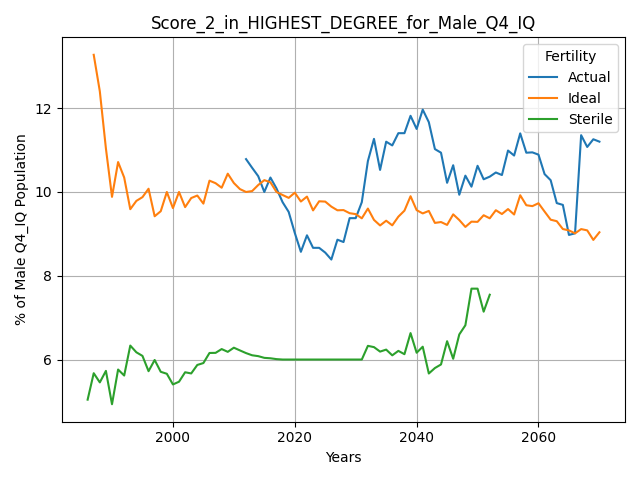 Score_2_in_HIGHEST_DEGREE_for_Male_Q4_IQ
Fertility
Actual
Ideal
Sterile
% of Male Q4_IQ Population
12
10
8
6
2000 2020 2040 2060
Years